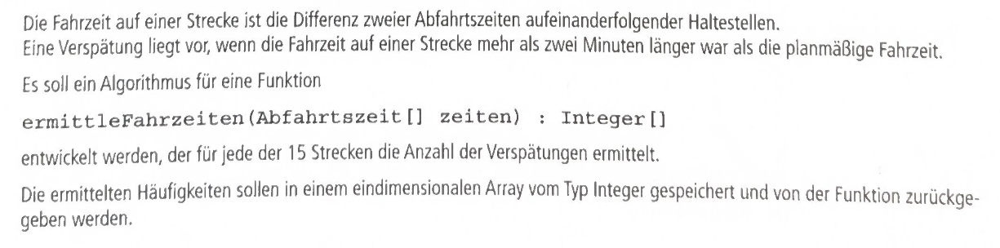 Die Fahrzeit auf einer Strecke ist die Differenz zweier Abfahrtszeiten aufeinanderfolgender Haltestellen.
Eine Verspätung liegt vor, wenn die Fahrzeit auf einer Strecke mehr als zwei Minuten länger war als die planmäßige Fahrzeit.
Es soll ein Algorithmus für eine Funktion
ermittleFahrzeiten(Abfahrtszeit[] zeiten) : Integer[]
entwickelt werden, der für jede der 15 Strecken die Anzahl der Verspätungen ermittelt.
Die ermittelten Häufigkeiten sollen in einem eindimensionalen Array vom Typ Integer gespeichert und von der Funktion zurückge-
geben werden.